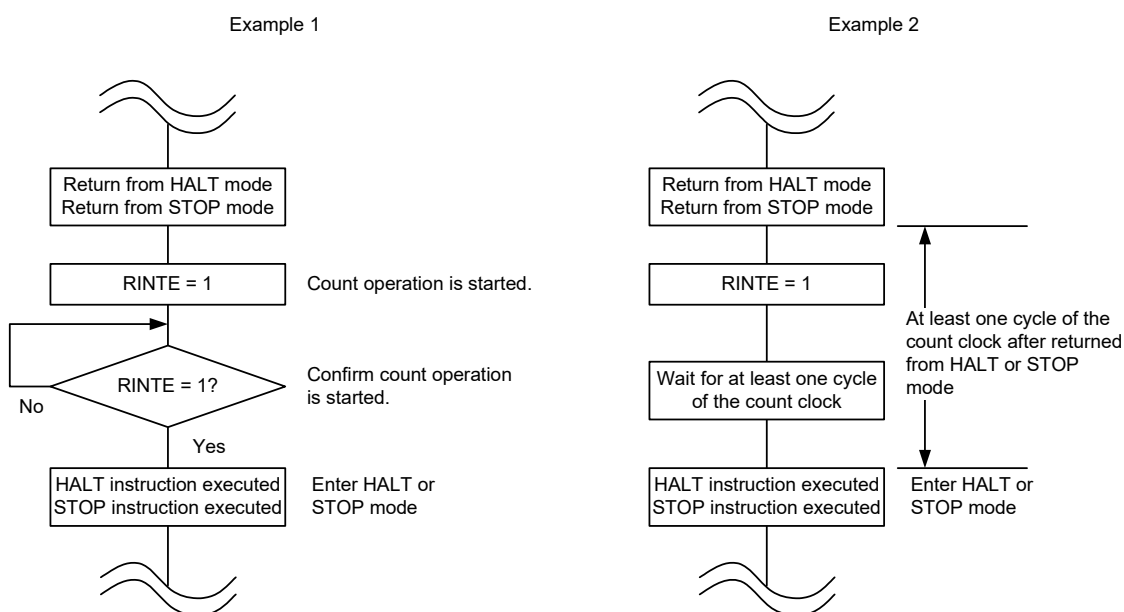 Example 1
Return from HALT mode
Return from STOP mode
RINTE = 1
Count operation is started.
RINTE = 1?
No
Confirm count operation
is started.
Yes
HALT instruction executed
STOP instruction executed
Enter HALT or
STOP mode
Example 2
Return from HALT mode
Return from STOP mode
RINTE = 1
Wait for at least one cycle
of the count clock
At least one cycle of the
count clock after returned
from HALT or STOP
mode
HALT instruction executed
STOP instruction executed
Enter HALT or
STOP mode